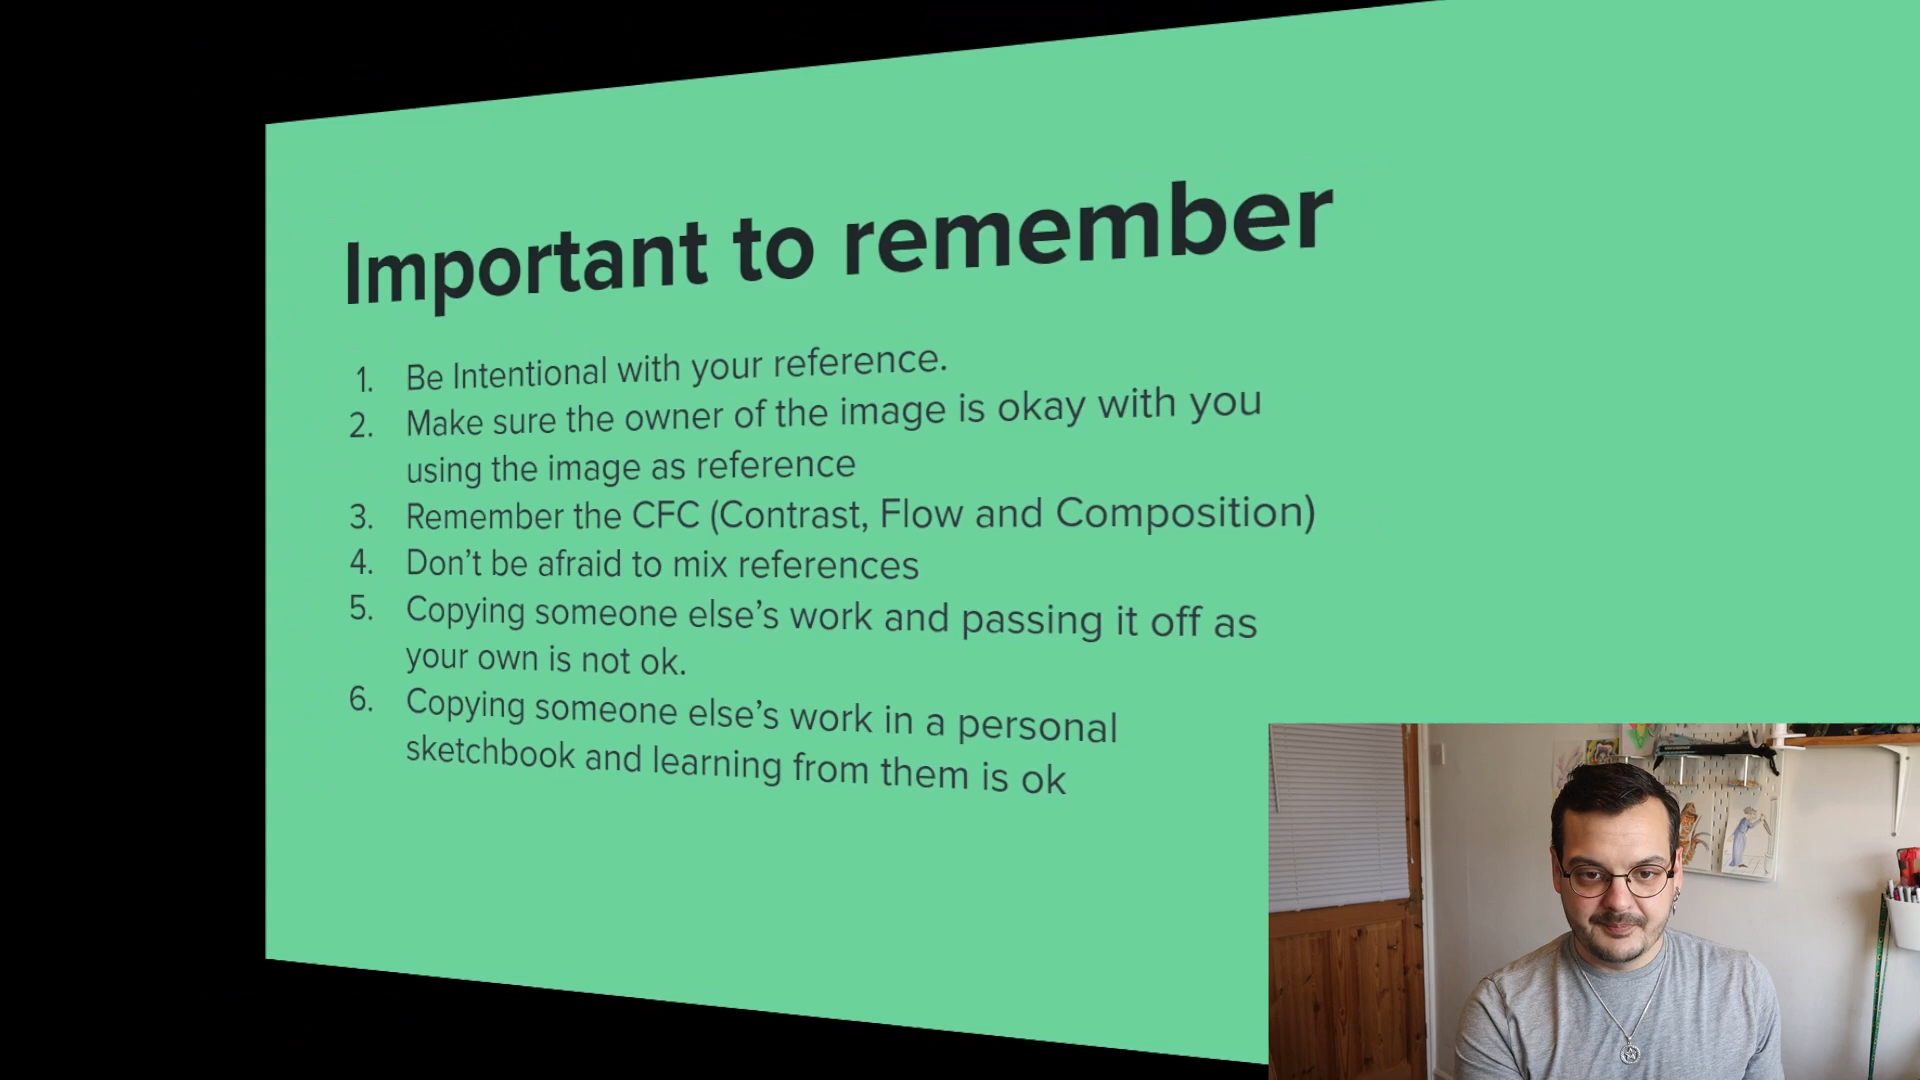 Important to remember
1. Be Intentional with your reference.
2. Make sure the owner of the image is okay with you
using the image as reference
3. Remember the CFC (Contrast, Flow and Composition)
4. Don’t be afraid to mix references
5. Copying someone else’s work and passing it off as
your own is not ok.
6. Copying someone else’s work in a personal
sketchbook and learning from them is ok